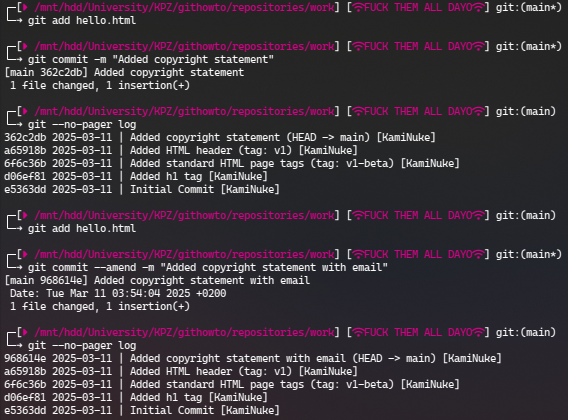 ┌─[ /mnt/hdd/University/KPZ/githowto/repositories/work] [FUCK THEM ALL DAYO] git:(main*)
└─→ git add hello.html
┌─[ /mnt/hdd/University/KPZ/githowto/repositories/work] [FUCK THEM ALL DAYO] git:(main*)
└─→ git commit -m "Added copyright statement"
[main 362c2db] Added copyright statement
 1 file changed, 1 insertion(+)
┌─[ /mnt/hdd/University/KPZ/githowto/repositories/work] [FUCK THEM ALL DAYO] git:(main)
└─→ git --no-pager log
362c2db 2025-03-11 | Added copyright statement (HEAD -> main) [KamiNuke]
a65918b 2025-03-11 | Added HTML header (tag: v1) [KamiNuke]
6f6c36b 2025-03-11 | Added standard HTML page tags (tag: v1-beta) [KamiNuke]
d06ef81 2025-03-11 | Added h1 tag [KamiNuke]
e5363dd 2025-03-11 | Initial Commit [KamiNuke]
┌─[ /mnt/hdd/University/KPZ/githowto/repositories/work] [FUCK THEM ALL DAYO] git:(main)
└─→ git add hello.html
┌─[ /mnt/hdd/University/KPZ/githowto/repositories/work] [FUCK THEM ALL DAYO] git:(main*)
└─→ git commit --amend -m "Added copyright statement with email"
[main 968614e] Added copyright statement with email
 Date: Tue Mar 11 03:54:04 2025 +0200
 1 file changed, 1 insertion(+)
┌─[ /mnt/hdd/University/KPZ/githowto/repositories/work] [FUCK THEM ALL DAYO] git:(main)
└─→ git --no-pager log
968614e 2025-03-11 | Added copyright statement with email (HEAD -> main) [KamiNuke]
a65918b 2025-03-11 | Added HTML header (tag: v1) [KamiNuke]
6f6c36b 2025-03-11 | Added standard HTML page tags (tag: v1-beta) [KamiNuke]
d06ef81 2025-03-11 | Added h1 tag [KamiNuke]
e5363dd 2025-03-11 | Initial Commit [KamiNuke]